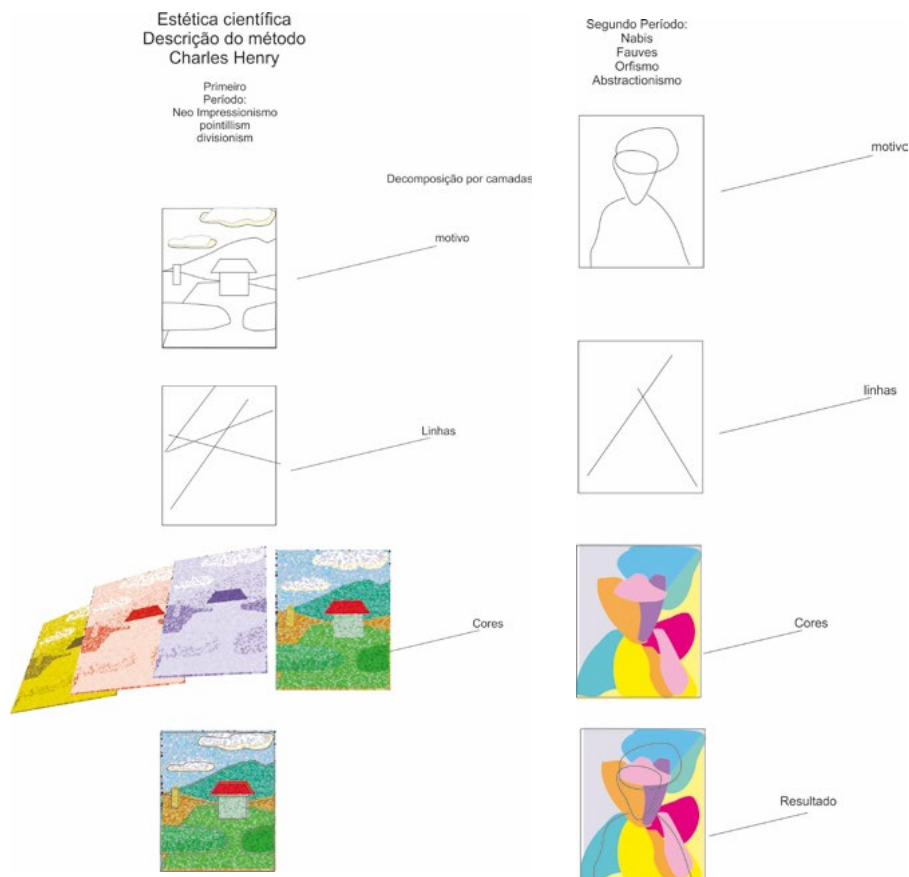 Estética científica
Descrição do método
Charles Henry
Primeiro
Período:
Neo Impressionismo
pointillism
divisionism
Decomposição por camadas
motivo
Linhas
Cores
Segundo Período:
Nabis
Fauves
Orfismo
Abstractionismo
motivo
linhas
Cores
Resultado